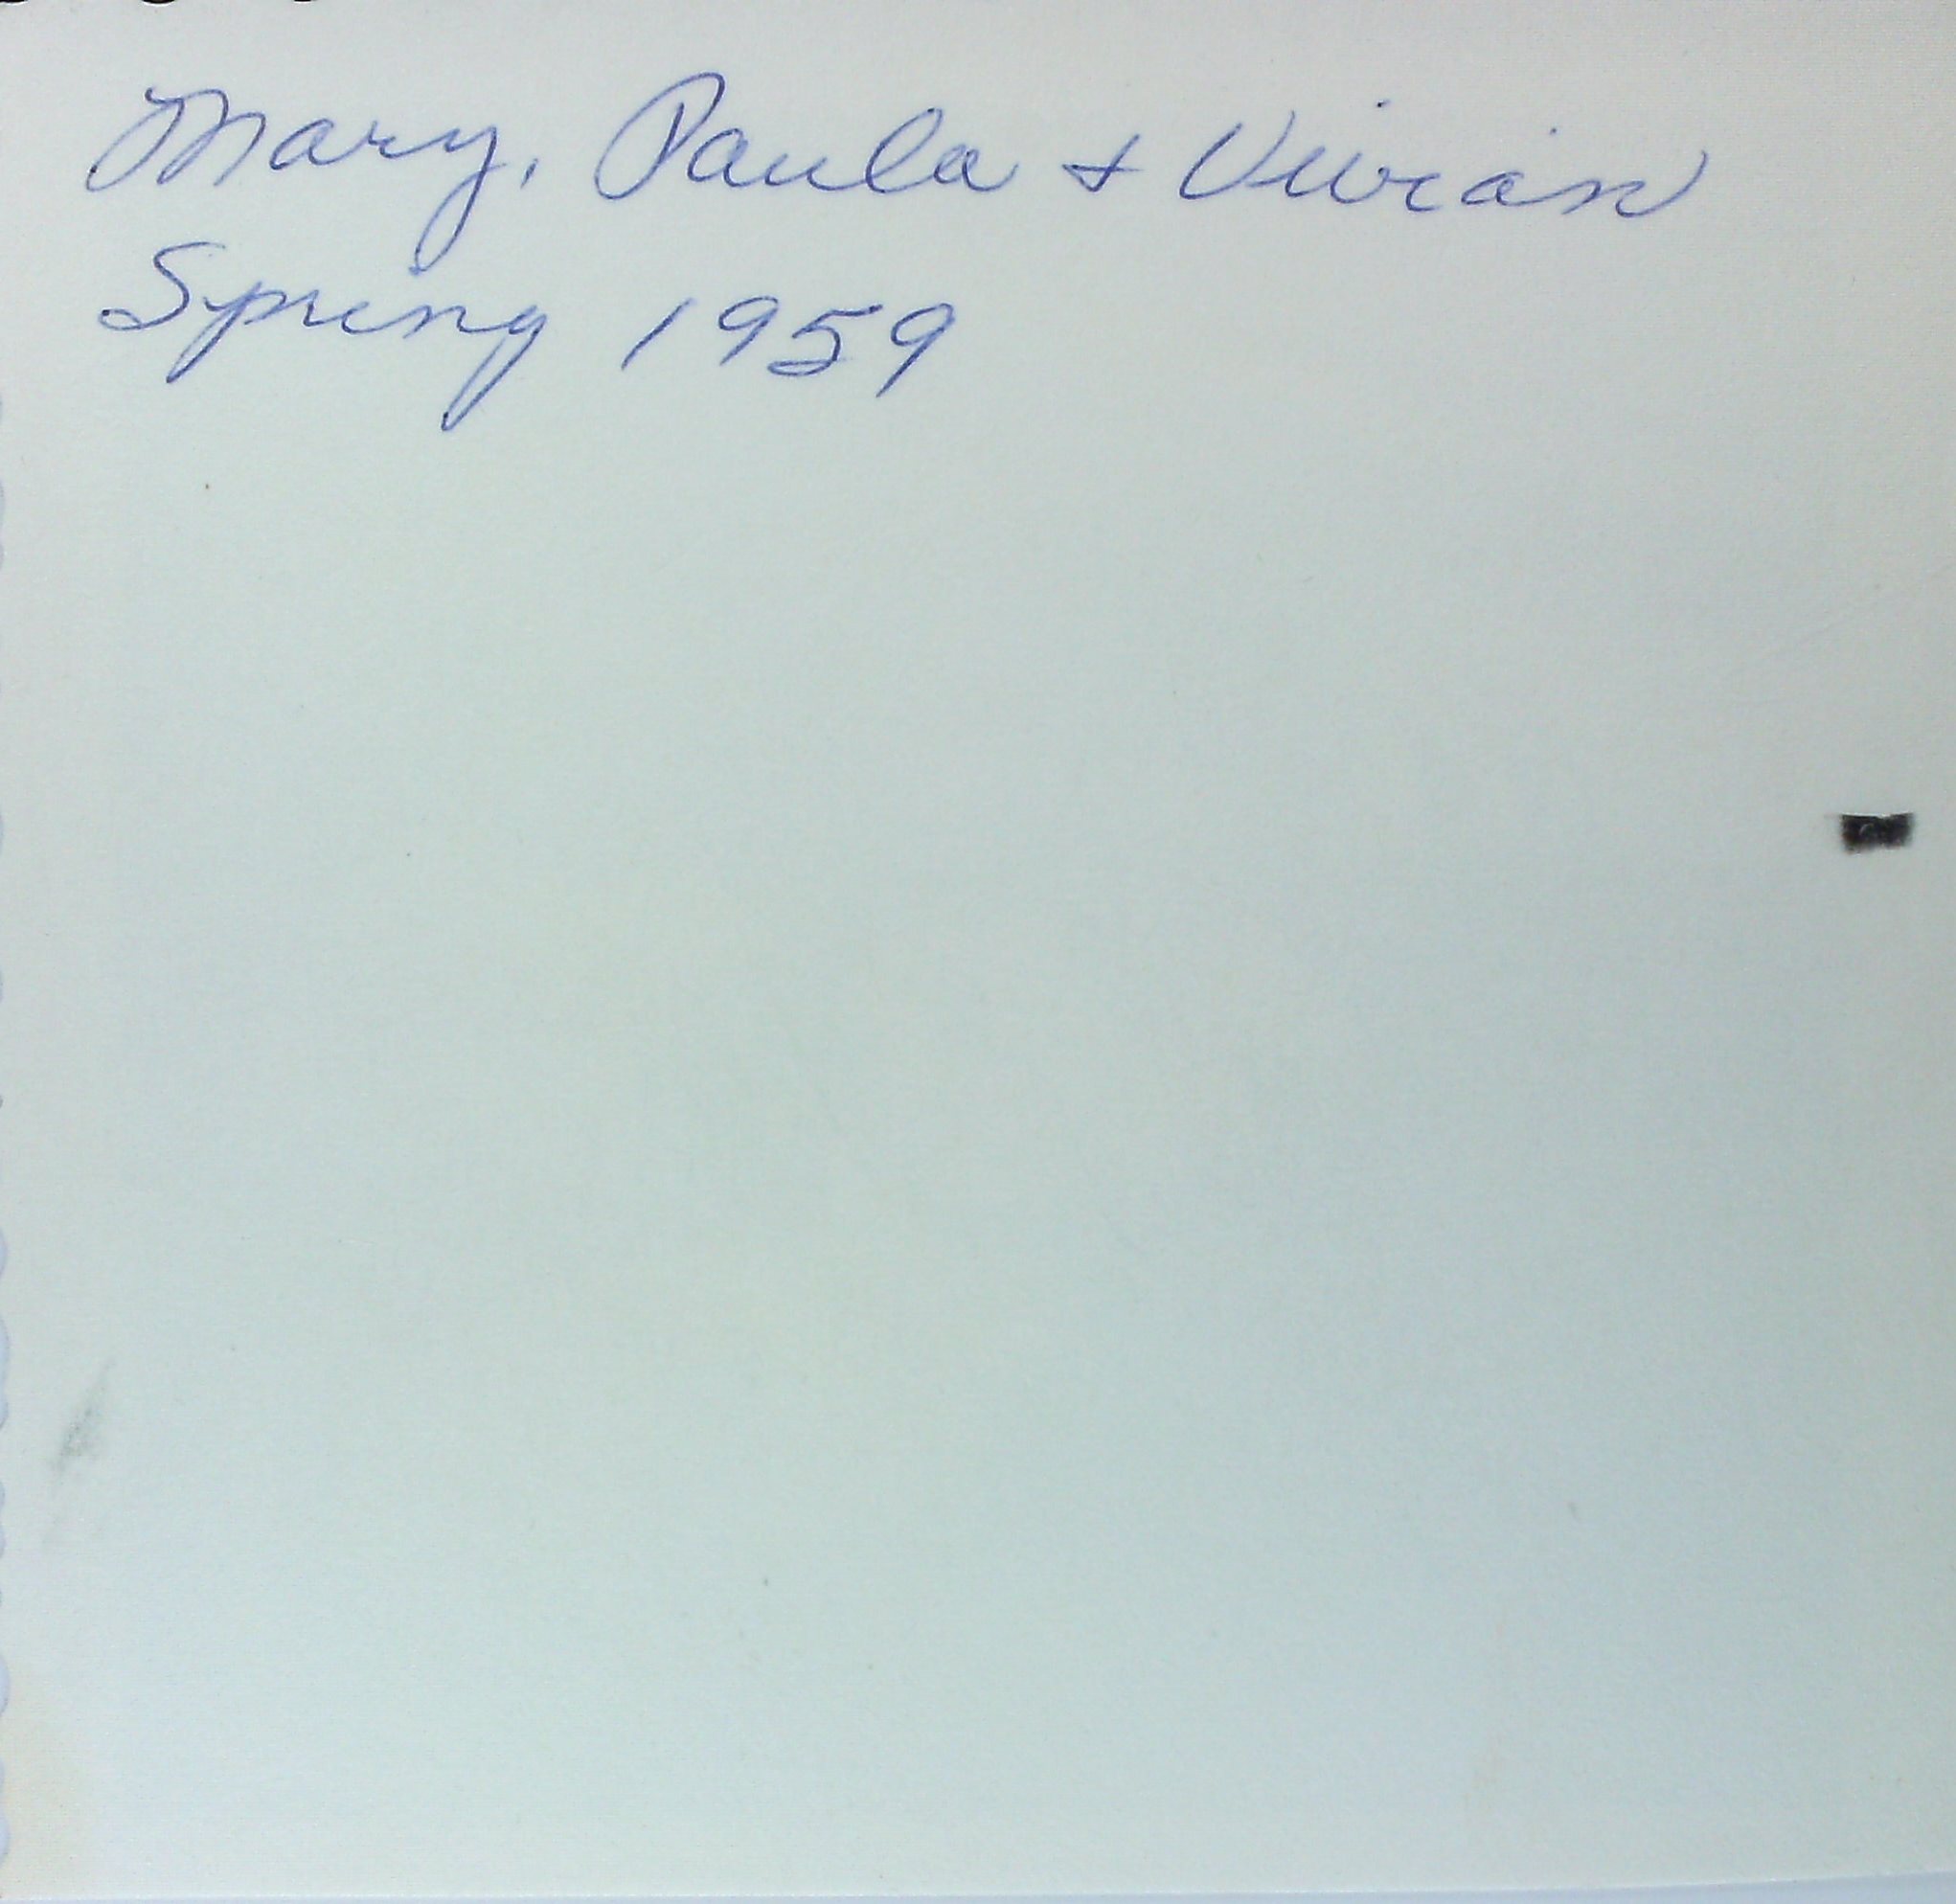 Mary, Paula + Vivian
Spring 1959